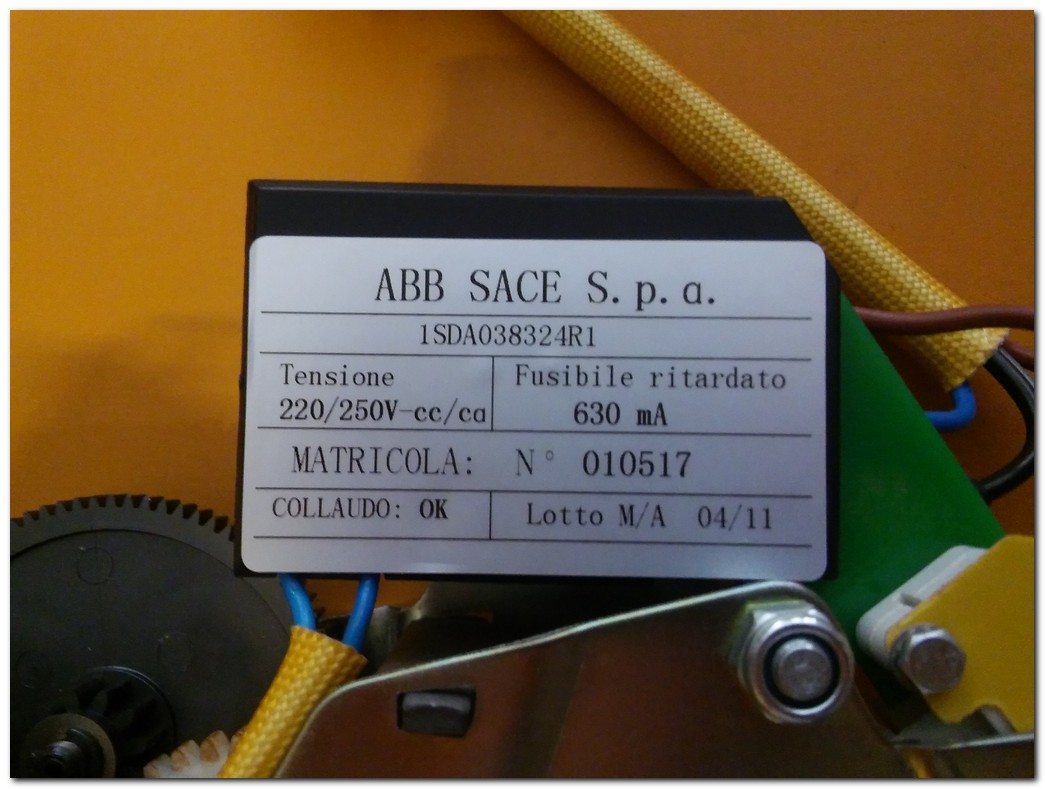 ABB SACE S.p.a.
1SDA038324R1
Tensione
220/250V-cc/ca
Fusibile ritardato
630 mA
MATRICOLA: N° 010517
COLLAUDO: OK
Lotto M/A 04/11